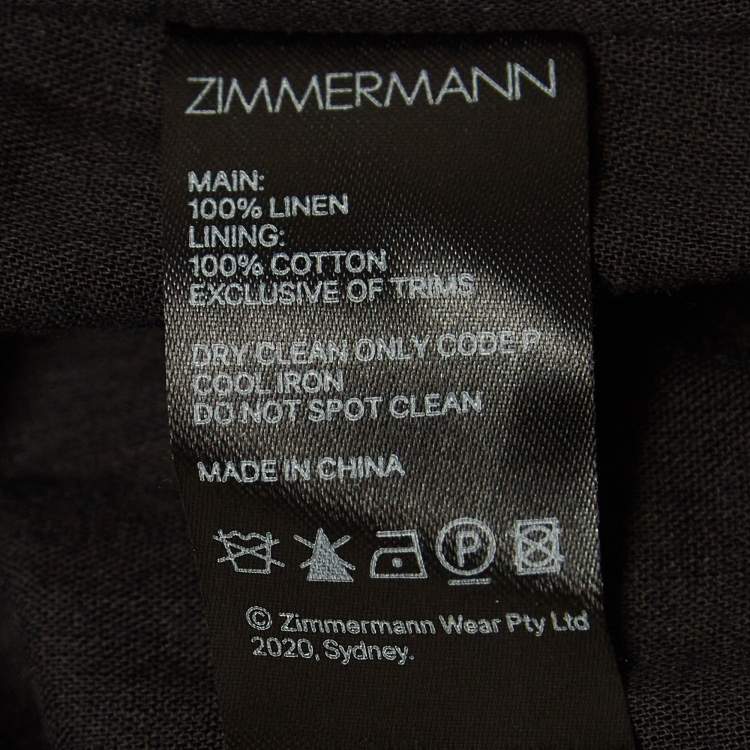 ZIMMERMANN
MAIN:
100% LINEN
LINING:
100% COTTON
EXCLUSIVE OF TRIMS
DRY CLEAN ONLY CODE P
COOL IRON
DO NOT SPOT CLEAN
MADE IN CHINA
P
© Zimmermann Wear Pty Ltd
2020, Sydney.